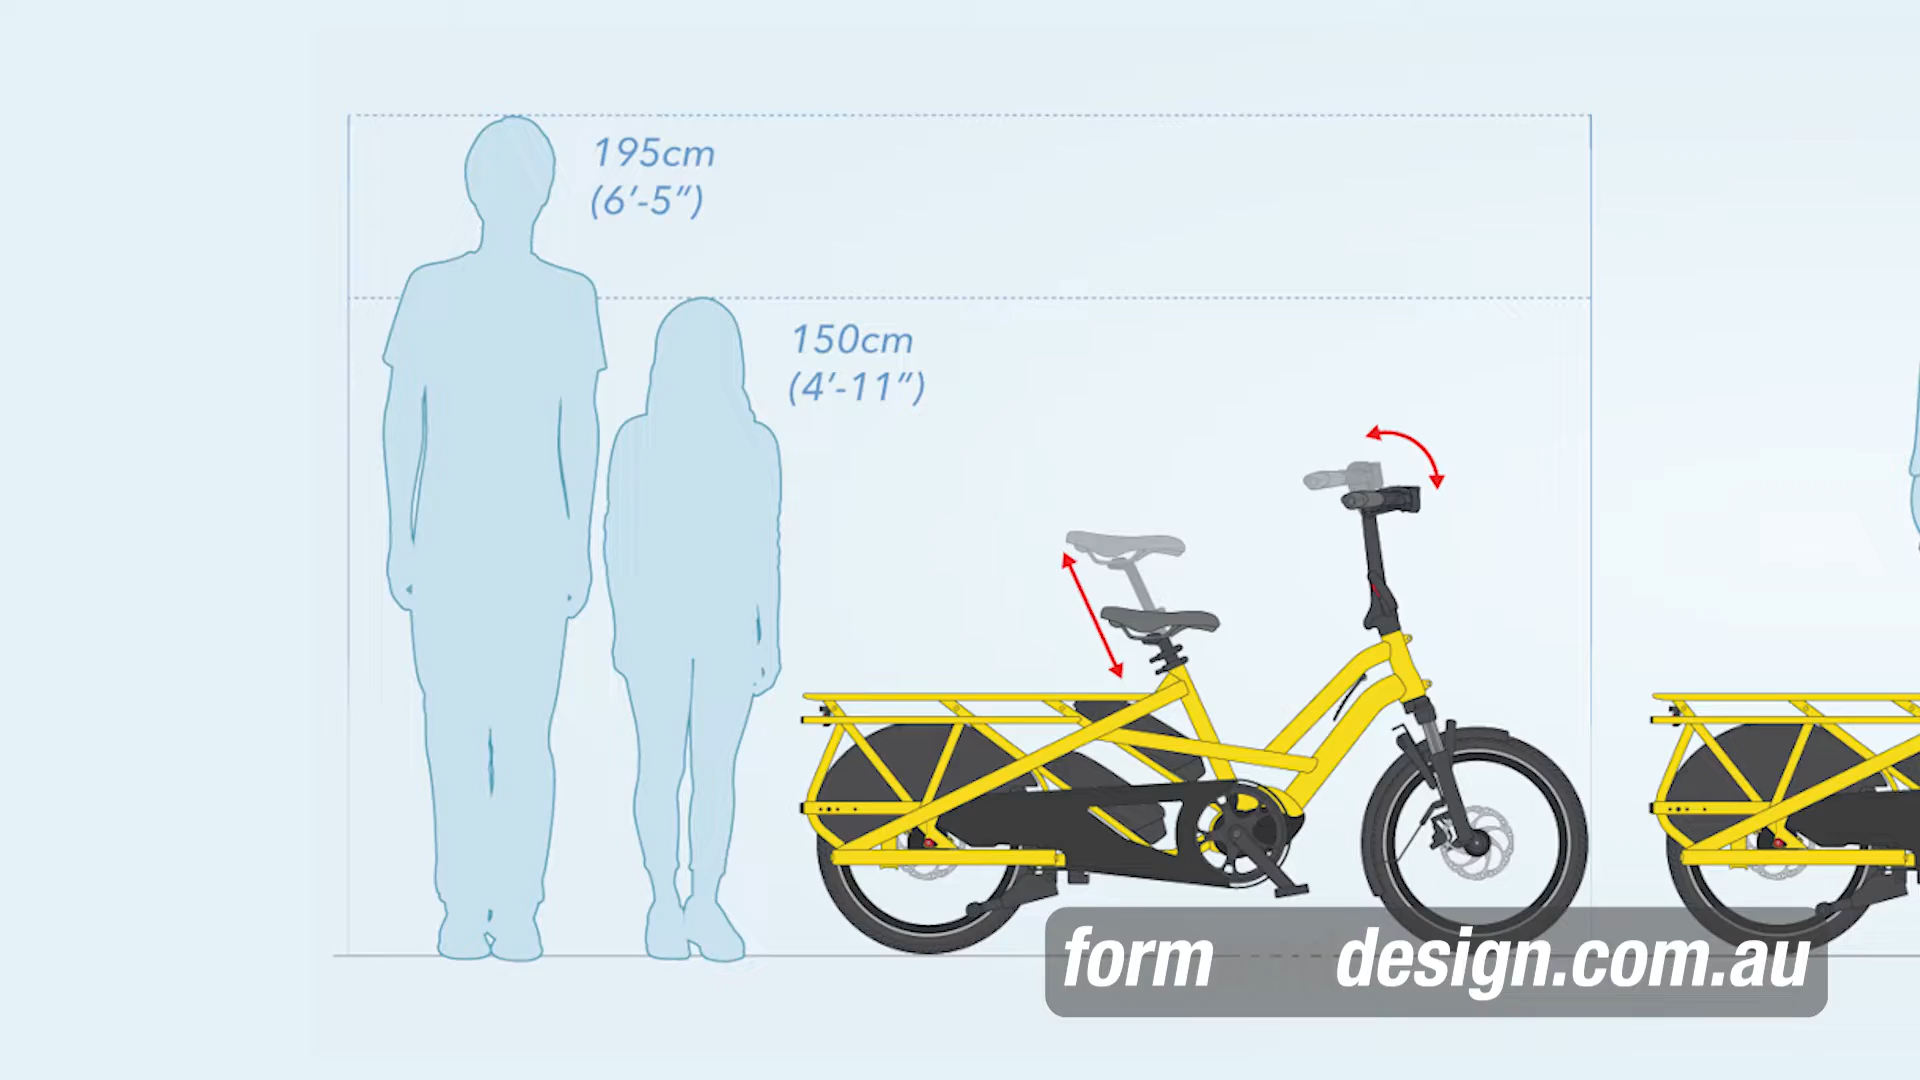 195cm
(6'-5")
150cm
(4'-11")
form design.com.au